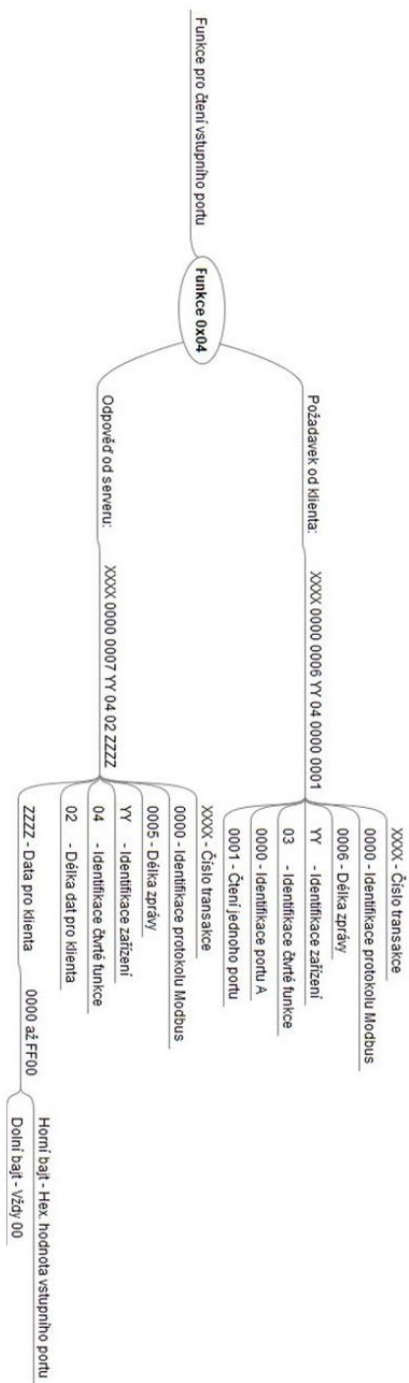 Funkce pro čtení vstupního portu
Funkce 0x04
Požadavek od klienta:
XXXX 0000 0006 YY 04 0000 0001
XXXX - Číslo transakce
0000 - Identifikace protokolu Modbus
0006 - Délka zprávy
YY - Identifikace zařízení
03 - Identifikace čtvrté funkce
0000 - Identifikace portu A
0001 - Čtení jednoho portu
Odpověď od serveru:
XXXX 0000 0007 YY 04 02 ZZZZ
XXXX - Číslo transakce
0000 - Identifikace protokolu Modbus
0005 - Délka zprávy
YY - Identifikace zařízení
04 - Identifikace čtvrté funkce
02 - Délka dat pro klienta
ZZZZ - Data pro klienta
0000 až FF00
Horní bajt - Hex. hodnota vstupního portu
Dolní bajt - Vždy 00